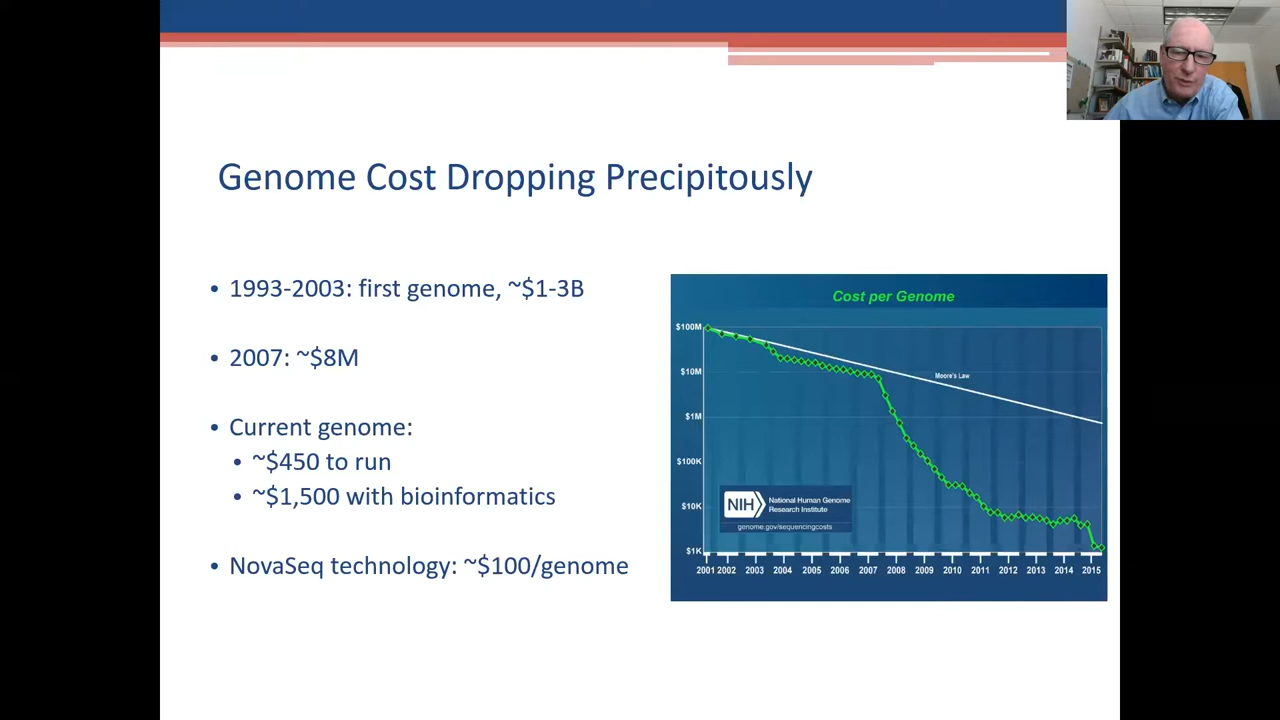 Genome Cost Dropping Precipitously
• 1993-2003: first genome, ~$1-3B
• 2007: ~$8M
• Current genome:
• ~$450 to run
• ~$1,500 with bioinformatics
• NovaSeq technology: ~$100/genome
Cost per Genome
$100M
$10M
$1M
$100K
$10K
$1K
Moore's Law
NIH
National Human Genome
Research Institute
genome.gov/sequencingcosts
2001 2002 2003 2004 2005 2006 2007 2008 2009 2010 2011 2012 2013 2014 2015